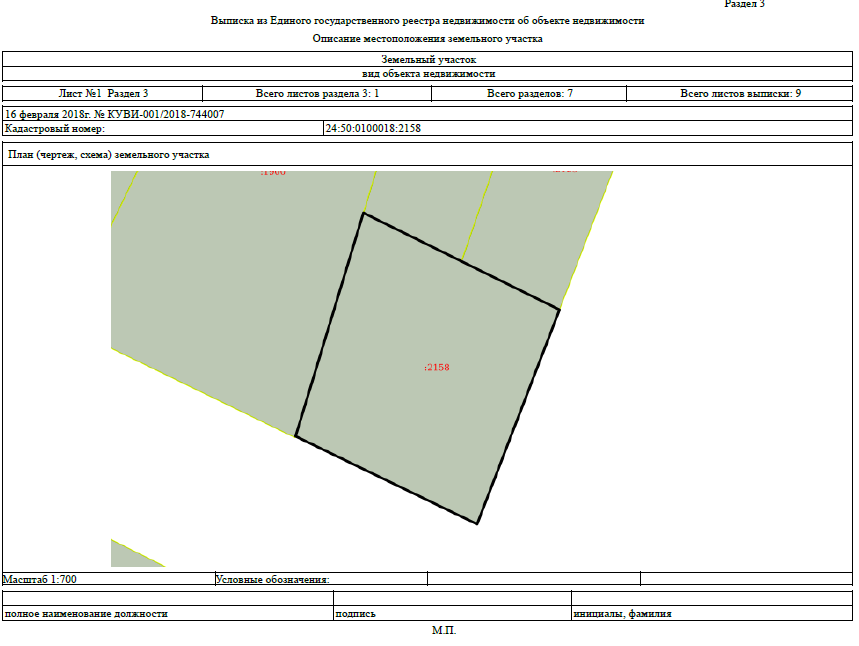 Раздел 3
Выписка из Единого государственного реестра недвижимости об объекте недвижимости
Описание местоположения земельного участка
Земельный участок
вид объекта недвижимости
Лист №1 Раздел 3 Всего листов раздела 3: 1 Всего разделов: 7 Всего листов выписки: 9
16 февраля 2018г. № КУВИ-001/2018-744007
Кадастровый номер: 24:50:0100018:2158
План (чертеж, схема) земельного участка
:2158
Масштаб 1:700 Условные обозначения:
полное наименование должности подпись инициалы, фамилия
М.П.